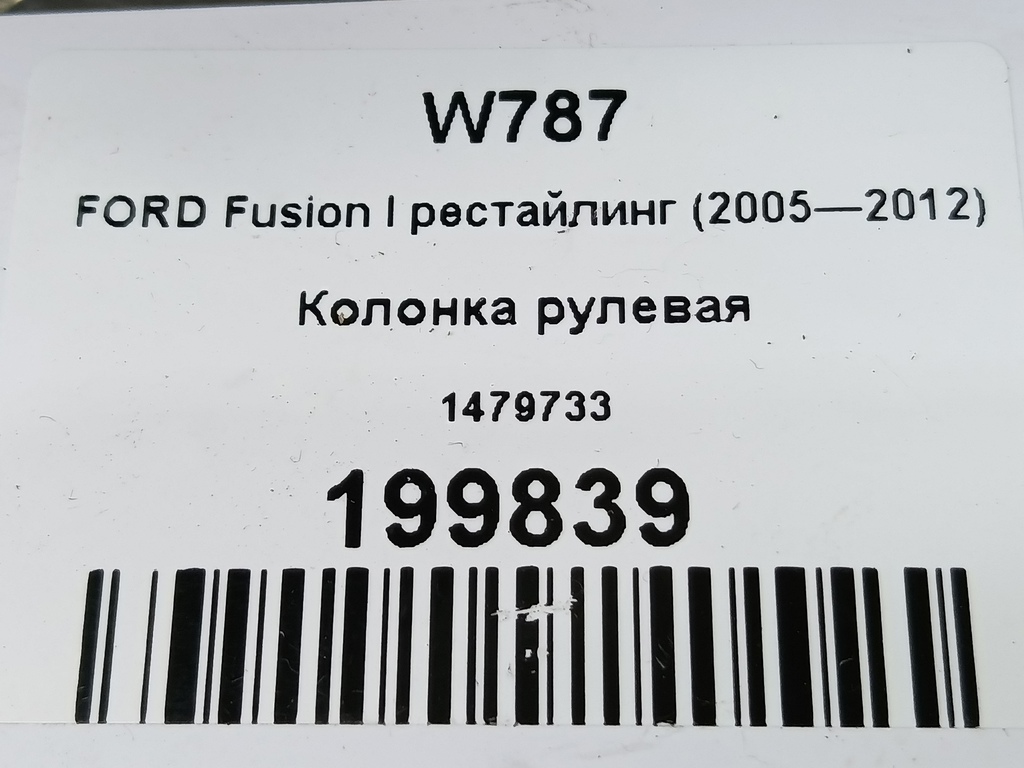 W787
FORD Fusion I рестайлинг (2005—2012)
Колонка рулевая
1479733
199839